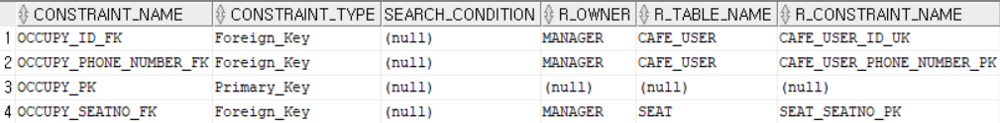 CONSTRAINT_NAME CONSTRAINT_TYPE SEARCH_CONDITION R_OWNER R_TABLE_NAME R_CONSTRAINT_NAME
1 OCCUPY_ID_FK Foreign_Key (null) MANAGER CAFE_USER CAFE_USER_ID_UK
2 OCCUPY_PHONE_NUMBER_FK Foreign_Key (null) MANAGER CAFE_USER CAFE_USER_PHONE_NUMBER_PK
3 OCCUPY_PK Primary_Key (null) (null) (null) (null)
4 OCCUPY_SEATNO_FK Foreign_Key (null) MANAGER SEAT SEAT_SEATNO_PK